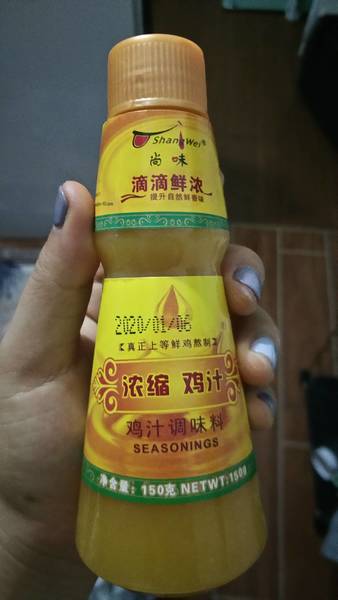 ShangWei®
尚味
滴滴鲜浓
提升自然鲜香味
2020/01/06
【真正上等鲜鸡熬制】
浓缩 鸡汁
鸡汁调味料
SEASONINGS
净含量：150克 NETWT:150g